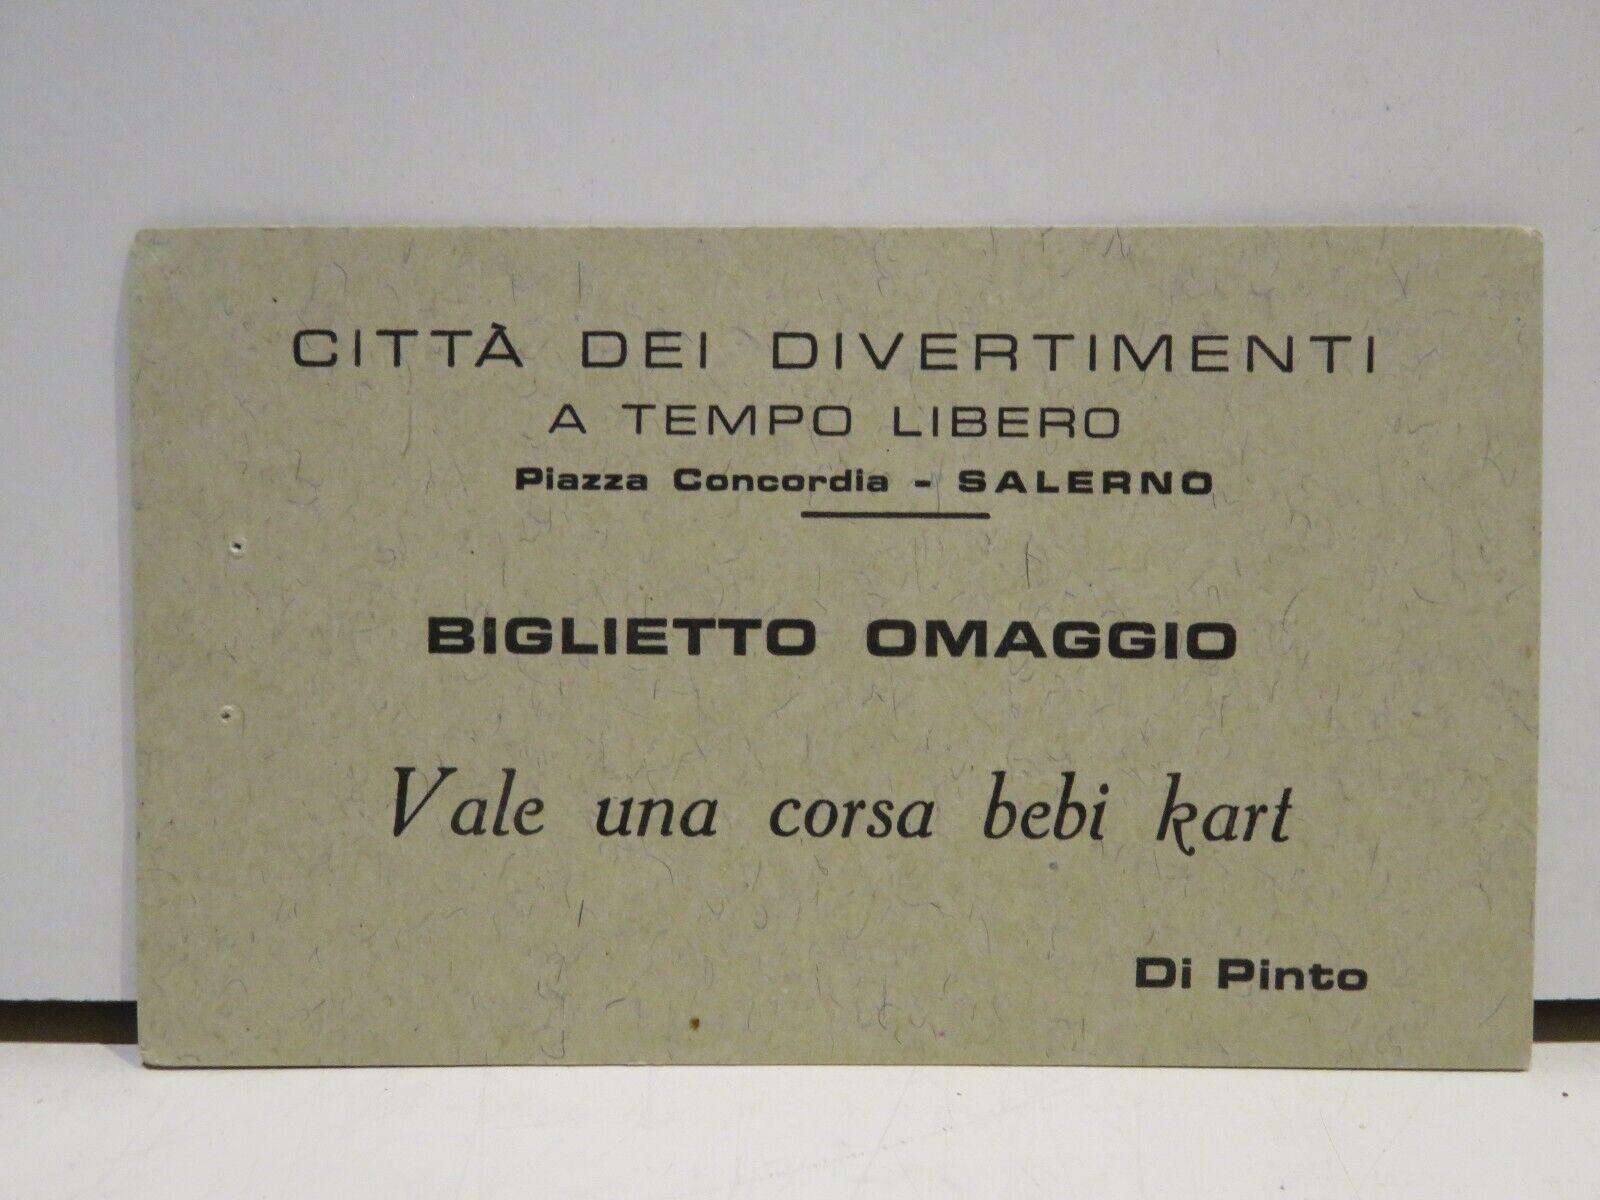 CITTÀ DEI DIVERTIMENTI
A TEMPO LIBERO
Piazza Concordia - SALERNO
BIGLIETTO OMAGGIO
Vale una corsa bebi kart
Di Pinto